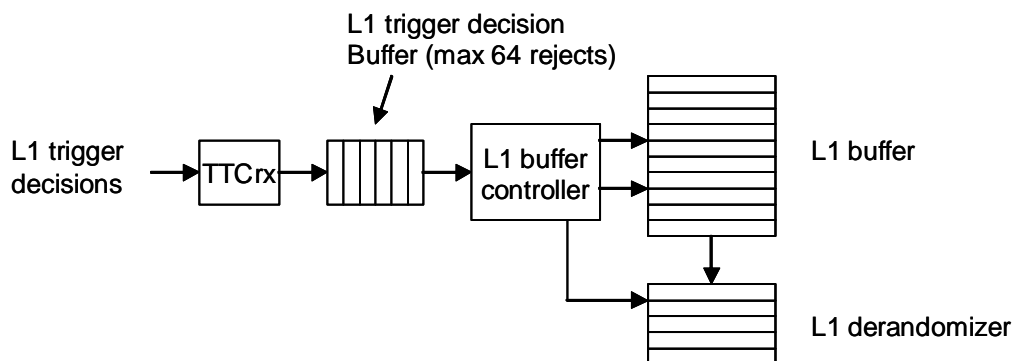 L1 trigger decision
Buffer (max 64 rejects)
L1 trigger
decisions
TTCrx
L1 buffer
controller
L1 buffer
L1 derandomizer